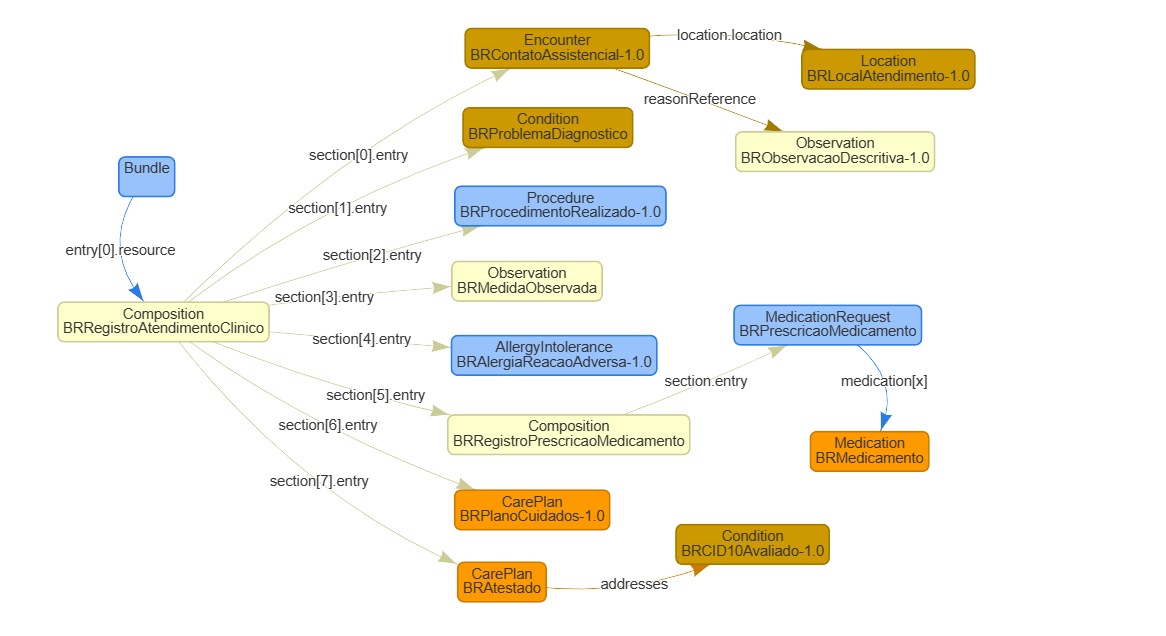 Encounter
BRContatoAssistencial-1.0
location.location
Location
BRLocalAtendimento-1.0
reasonReference
Condition
BRProblemaDiagnostico
Observation
BRObservacaoDescritiva-1.0
section[0].entry
Bundle
Procedure
BRProcedimentoRealizado-1.0
section[1].entry
entry[0].resource
section[2].entry
Observation
BRMedidaObservada
section[3].entry
Composition
BRRegistroAtendimentoClinico
MedicationRequest
BRPrescricaoMedicamento
section[4].entry
AllergyIntolerance
BRAlergiaReacaoAdversa-1.0
section.entry
medication[x]
section[5].entry
Composition
BRRegistroPrescricaoMedicamento
section[6].entry
Medication
BRMedicamento
section[7].entry
CarePlan
BRPlanoCuidados-1.0
Condition
BRCID10Avaliado-1.0
CarePlan
BRAtestado
addresses